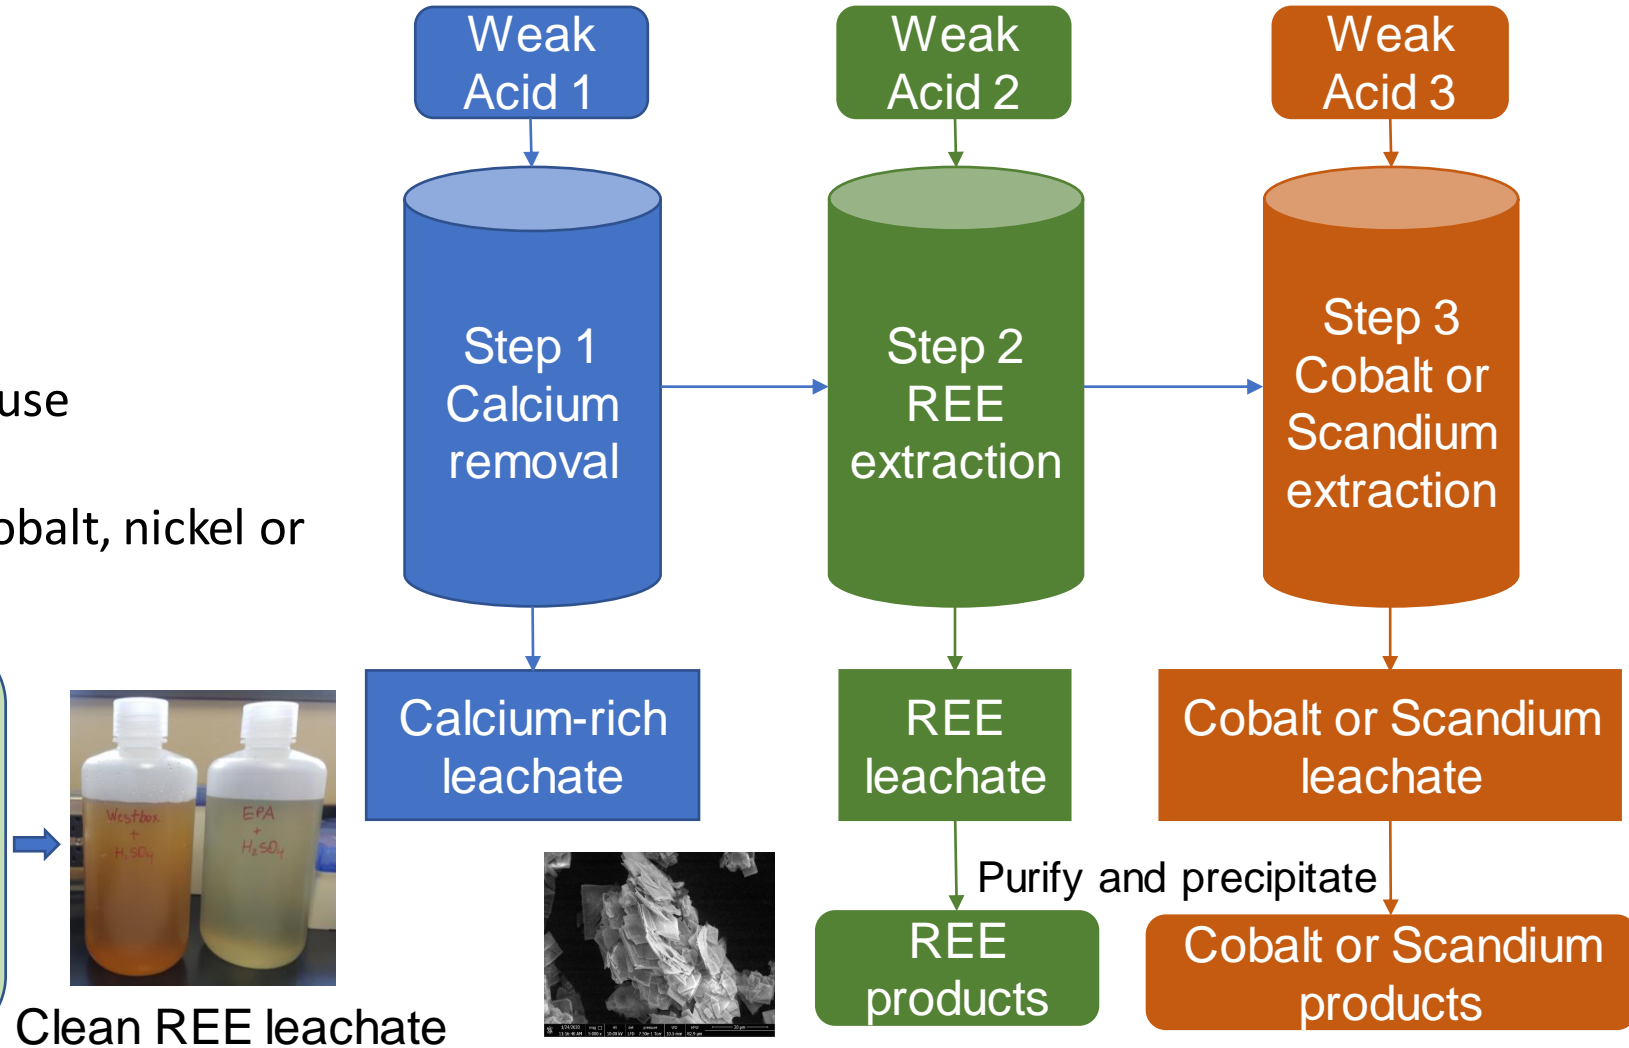 Weak
Acid 1
Weak
Acid 2
Weak
Acid 3
Step 1
Calcium
removal
Step 2
REE
extraction
Step 3
Cobalt or
Scandium
extraction
use
obalt, nickel or
Calcium-rich
leachate
REE
leachate
Cobalt or Scandium
leachate
Westbox
+
H2SO4
EPA
+
H2SO4
Purify and precipitate
REE
products
Cobalt or Scandium
products
Clean REE leachate